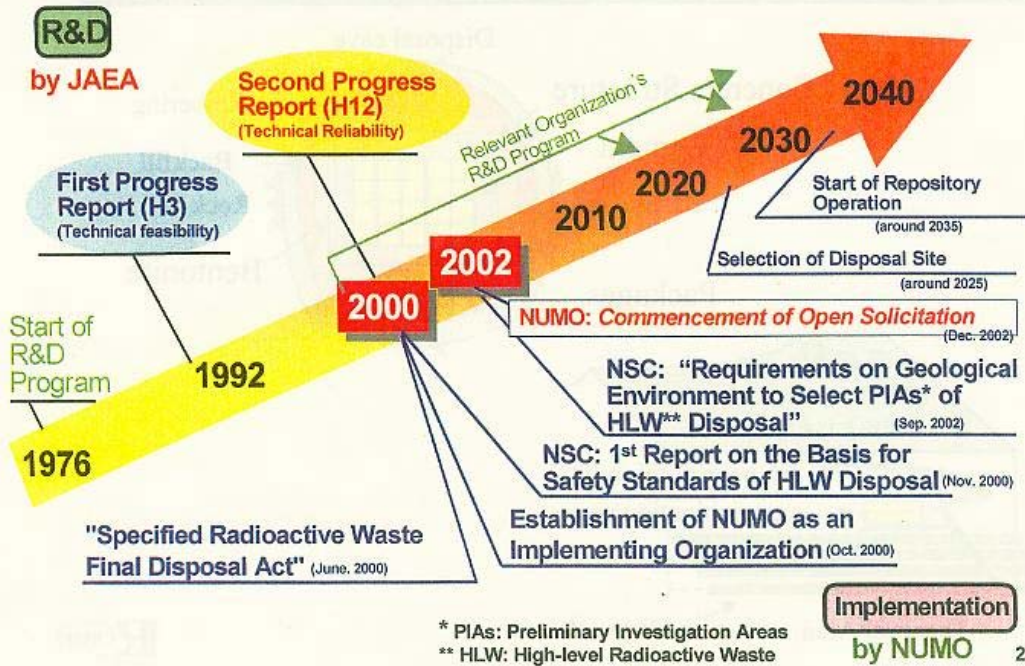 R&D
by JAEA
Second Progress
Report (H12)
(Technical Reliability)
First Progress
Report (H3)
(Technical feasibility)
Start of
R&D
Program
Relevant Organization's
R&D Program
1976
1992
2000
2002
2010
2020
2030
2040
Start of Repository
Operation
(around 2035)
Selection of Disposal Site
(around 2025)
NUMO: Commencement of Open Solicitation
(Dec. 2002)
NSC: “Requirements on Geological
Environment to Select PIAs* of
HLW** Disposal”
(Sep. 2002)
NSC: 1st Report on the Basis for
Safety Standards of HLW Disposal (Nov. 2000)
Establishment of NUMO as an
Implementing Organization (Oct. 2000)
"Specified Radioactive Waste
Final Disposal Act" (June. 2000)
* PIAs: Preliminary Investigation Areas
** HLW: High-level Radioactive Waste
Implementation
by NUMO
2